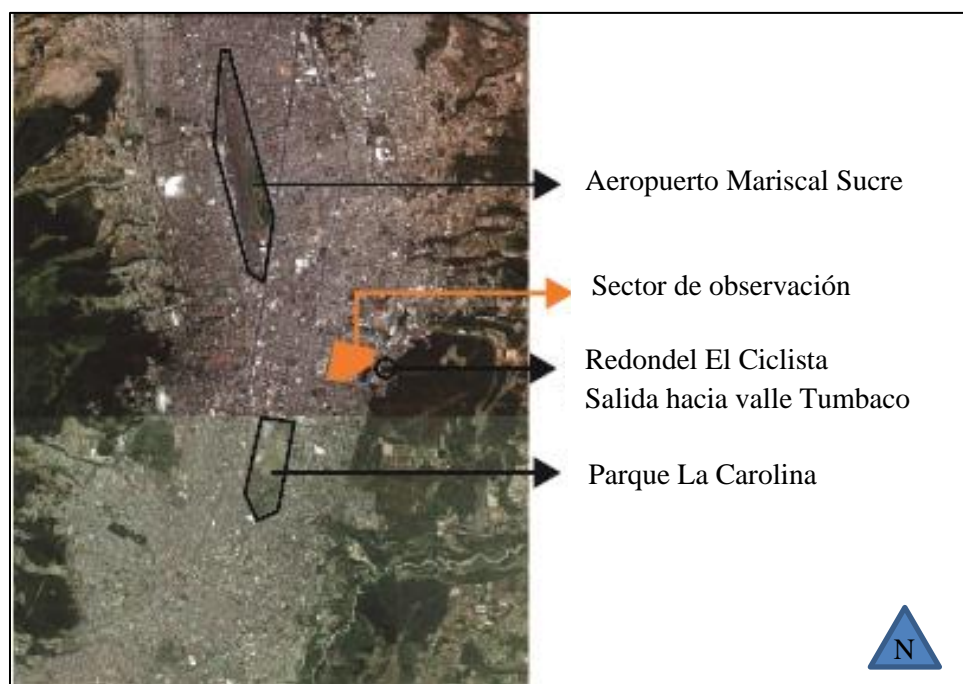 Aeropuerto Mariscal Sucre
Sector de observación
Redondel El Ciclista
Salida hacia valle Tumbaco
Parque La Carolina
N